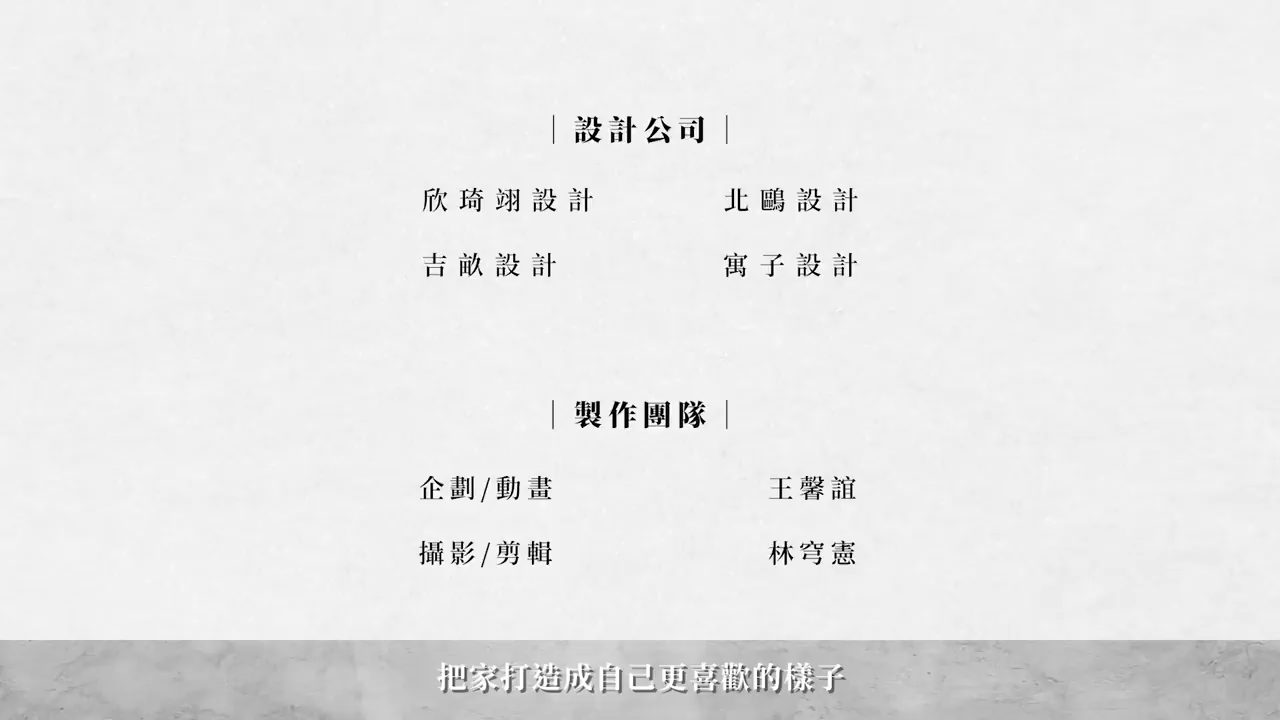 ｜設計公司｜
欣琦翊設計 北鷗設計
吉畝設計 寓子設計
｜製作團隊｜
企劃/動畫 王馨誼
攝影/剪輯 林穹憲
把家打造成自己更喜歡的樣子